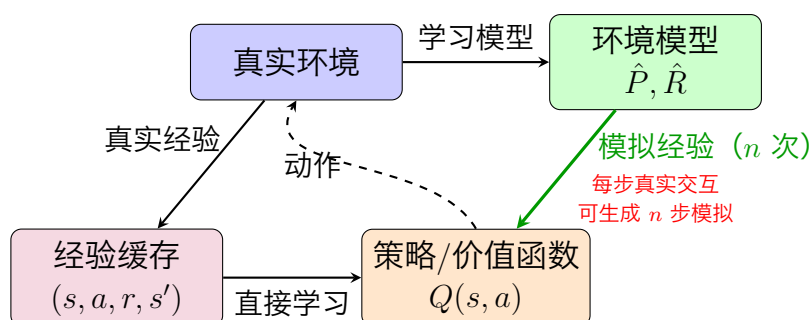 真实环境
学习模型
环境模型
P̂, R̂
真实经验
动作
模拟经验（n 次）
每步真实交互
可生成 n 步模拟
经验缓存
(s, a, r, s′)
直接学习
策略/价值函数
Q(s, a)